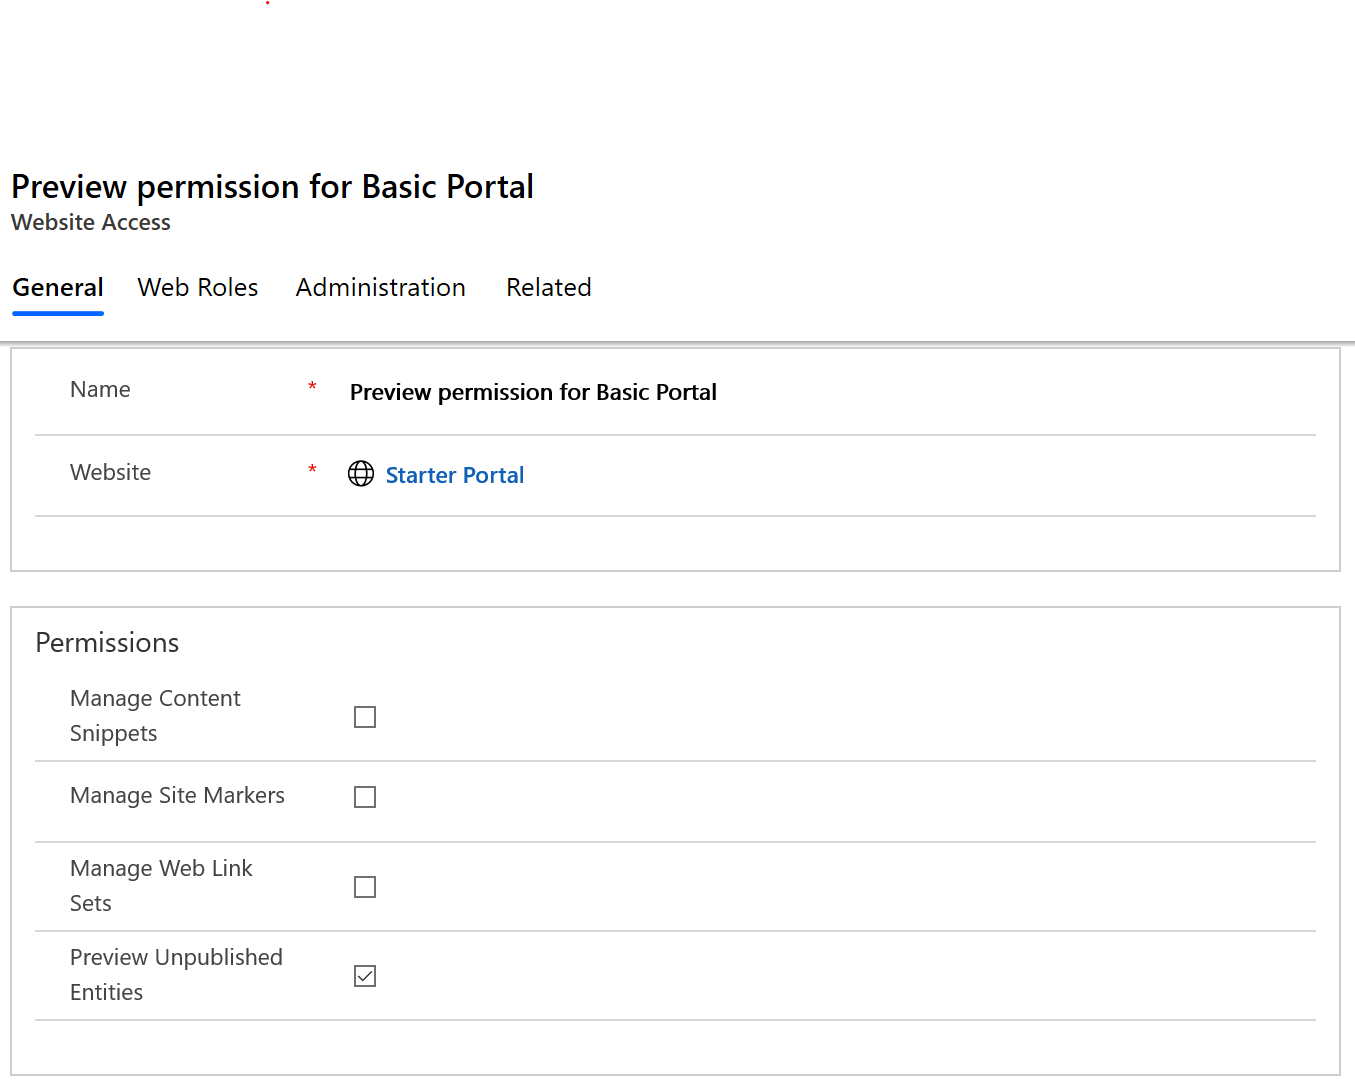 Preview permission for Basic Portal
Website Access
General Web Roles Administration Related
Name * Preview permission for Basic Portal
Website * Starter Portal
Permissions
Manage Content
Snippets
Manage Site Markers
Manage Web Link
Sets
Preview Unpublished
Entities